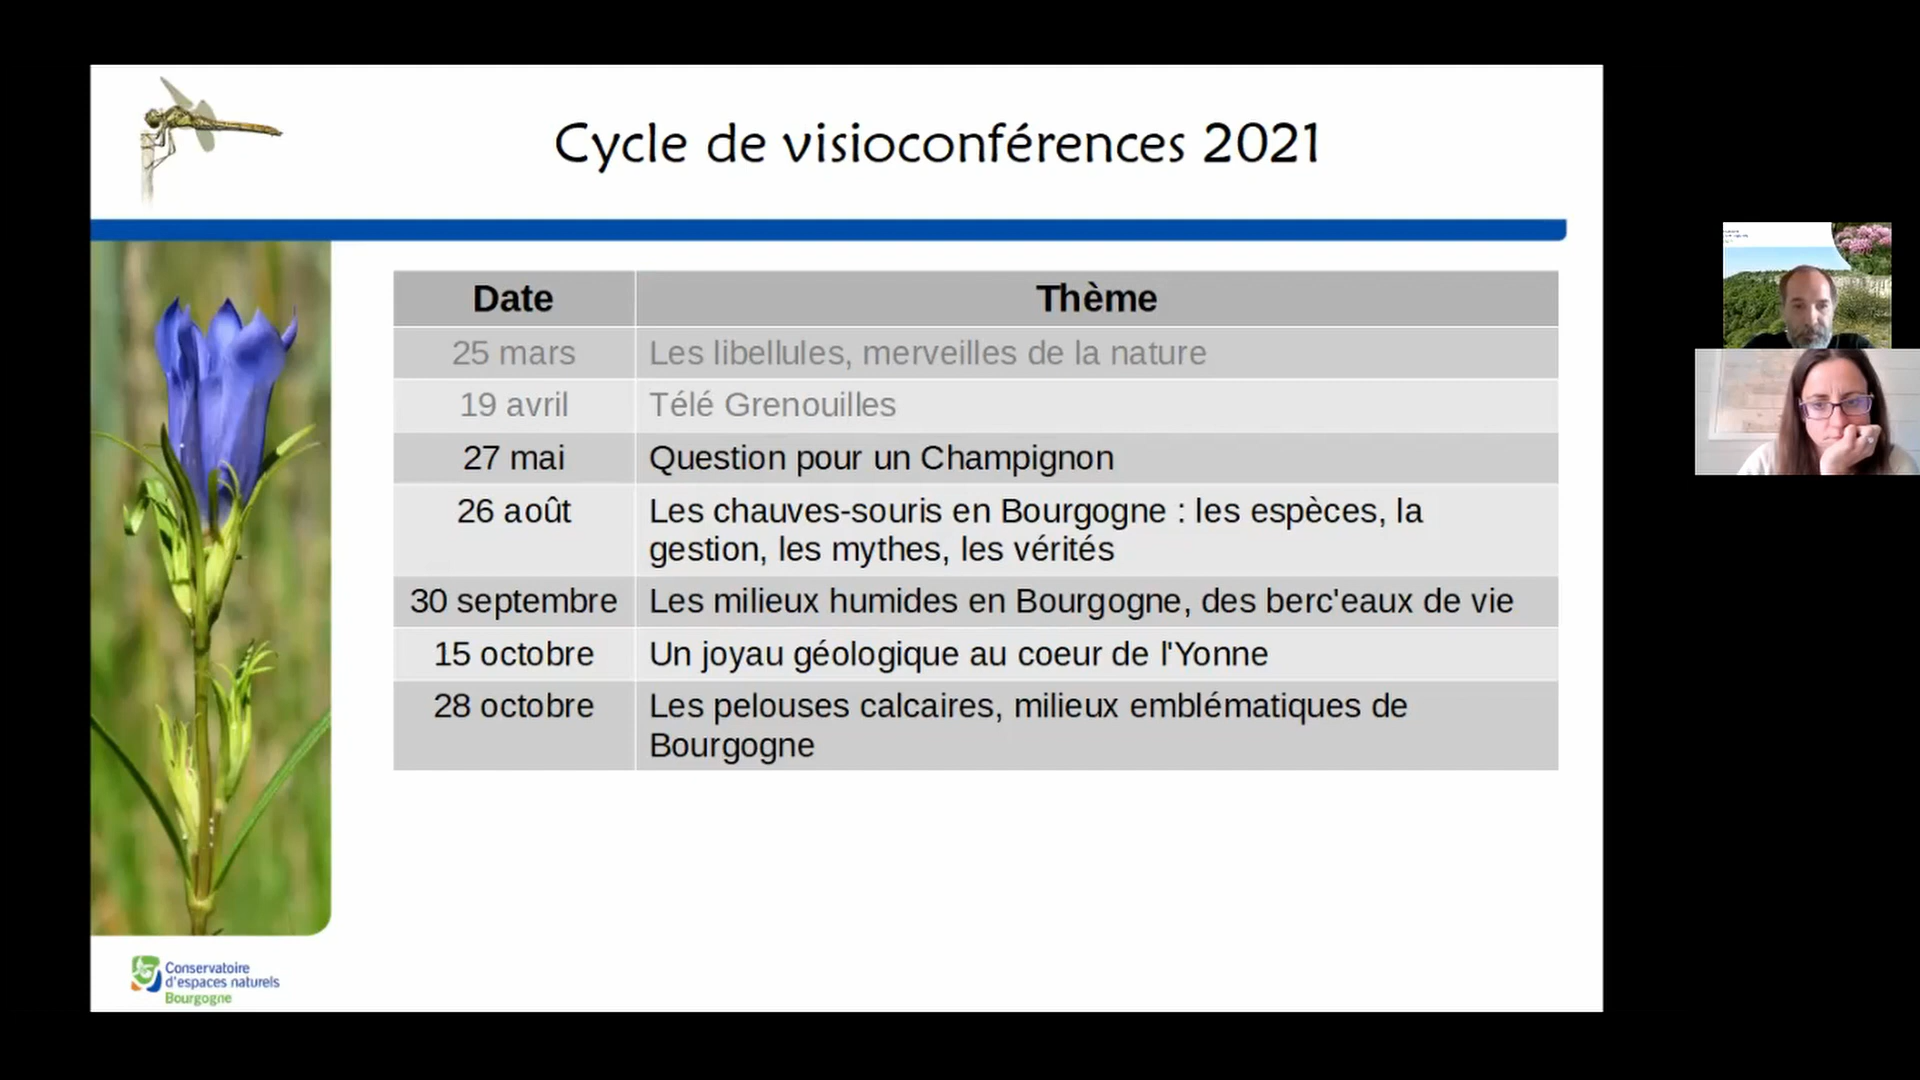 Cycle de visioconférences 2021
Date Thème
25 mars Les libellules, merveilles de la nature
19 avril Télé Grenouilles
27 mai Question pour un Champignon
26 août Les chauves-souris en Bourgogne : les espèces, la
gestion, les mythes, les vérités
30 septembre Les milieux humides en Bourgogne, des berc'eaux de vie
15 octobre Un joyau géologique au coeur de l'Yonne
28 octobre Les pelouses calcaires, milieux emblématiques de
Bourgogne
Conservatoire
d'espaces naturels
Bourgogne